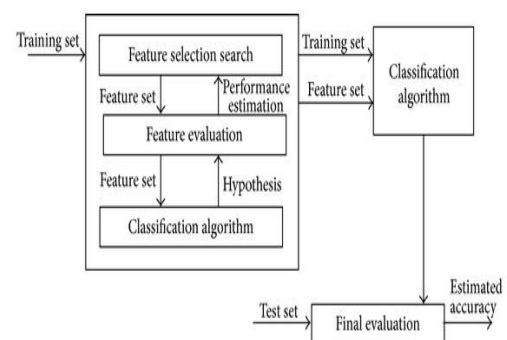 Training set
Feature selection search
Training set
Feature set
Performance
estimation
Feature set
Classification
algorithm
Feature evaluation
Feature set
Hypothesis
Classification algorithm
Test set
Final evaluation
Estimated
accuracy